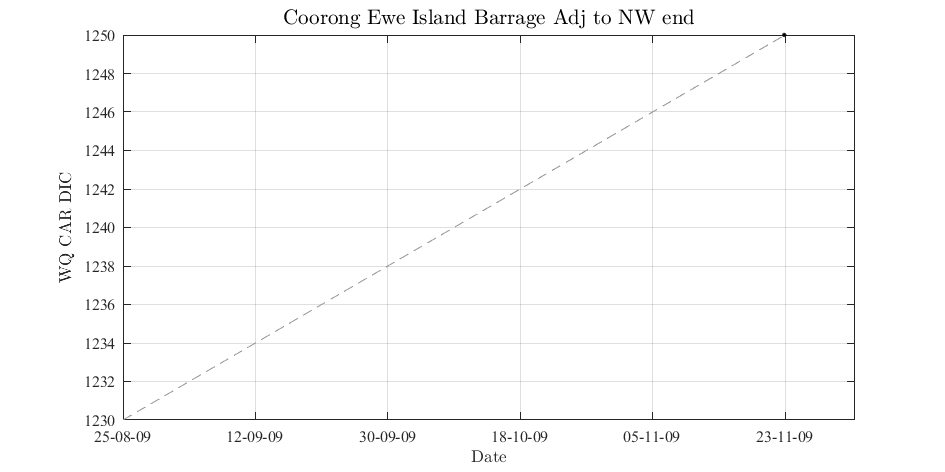 Coorong Ewe Island Barrage Adj to NW end
1250
1248
1246
1244
1242
1240
1238
1236
1234
1232
1230
WQ CAR DIC
25-08-09 12-09-09 30-09-09 18-10-09 05-11-09 23-11-09
Date